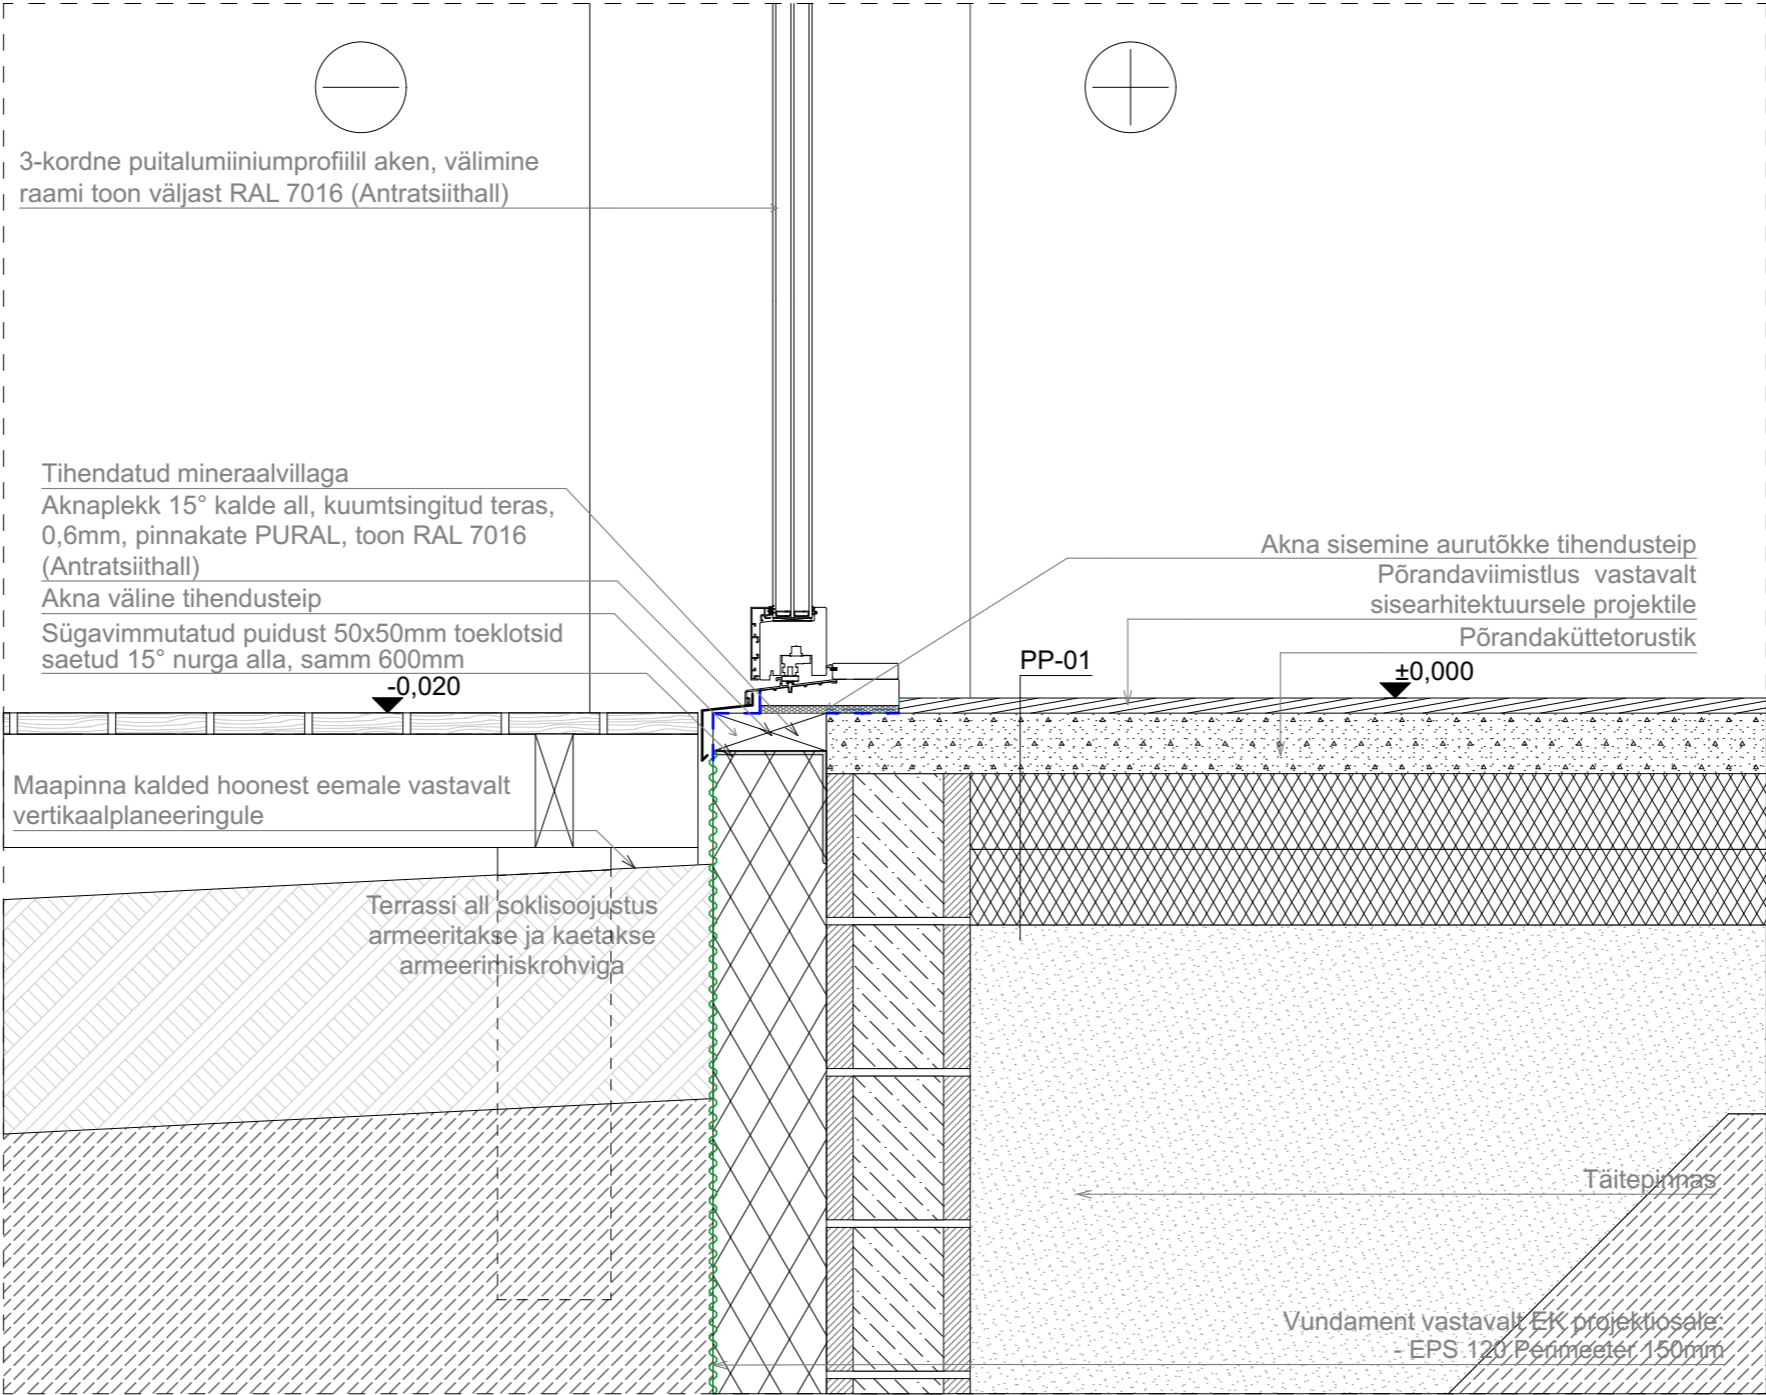 3-kordne puitalumiiniumprofiilil aken, välimine
raami toon väljast RAL 7016 (Antratsiithall)
Tihendatud mineraalvillaga
Aknaplekk 15° kalde all, kuumtsingitud teras,
0,6mm, pinnakate PURAL, toon RAL 7016
(Antratsiithall)
Akna väline tihendusteip
Sügavimmutatud puidust 50x50mm toeklotsid
saetud 15° nurga alla, samm 600mm
-0,020
Akna sisemine aurutõkke tihendusteip
Põrandaviimistlus vastavalt
sisearhitektuursele projektile
Põrandaküttetorustik
PP-01
±0,000
Maapinna kalded hoonest eemale vastavalt
vertikaalplaneeringule
Terrassi all soklisoojustus
armeeritakse ja kaetakse
armeerimiskrohviga
Täitepinnas
Vundament vastavalt EK projektiosale:
- EPS 120 Perimeeter 150mm